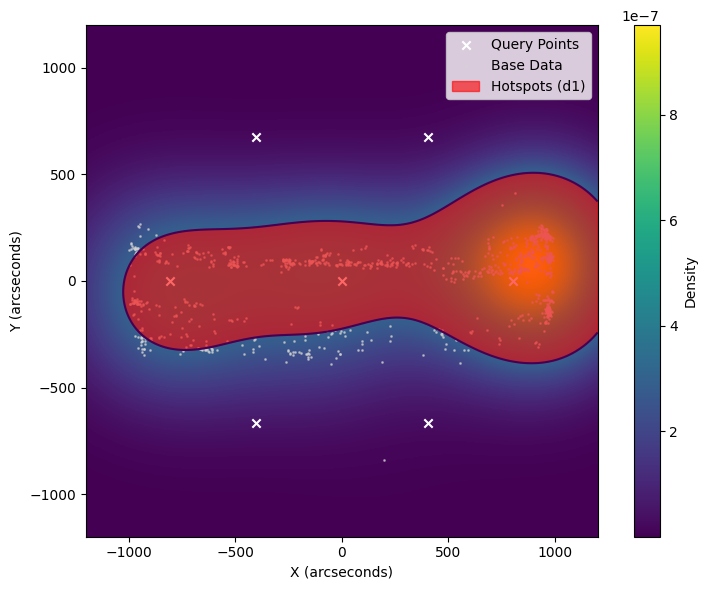 1e−7
Query Points
Base Data
Hotspots (d1)
1000
500
0
−500
−1000
Y (arcseconds)
−1000
−500
0
500
1000
X (arcseconds)
8
6
4
2
Density